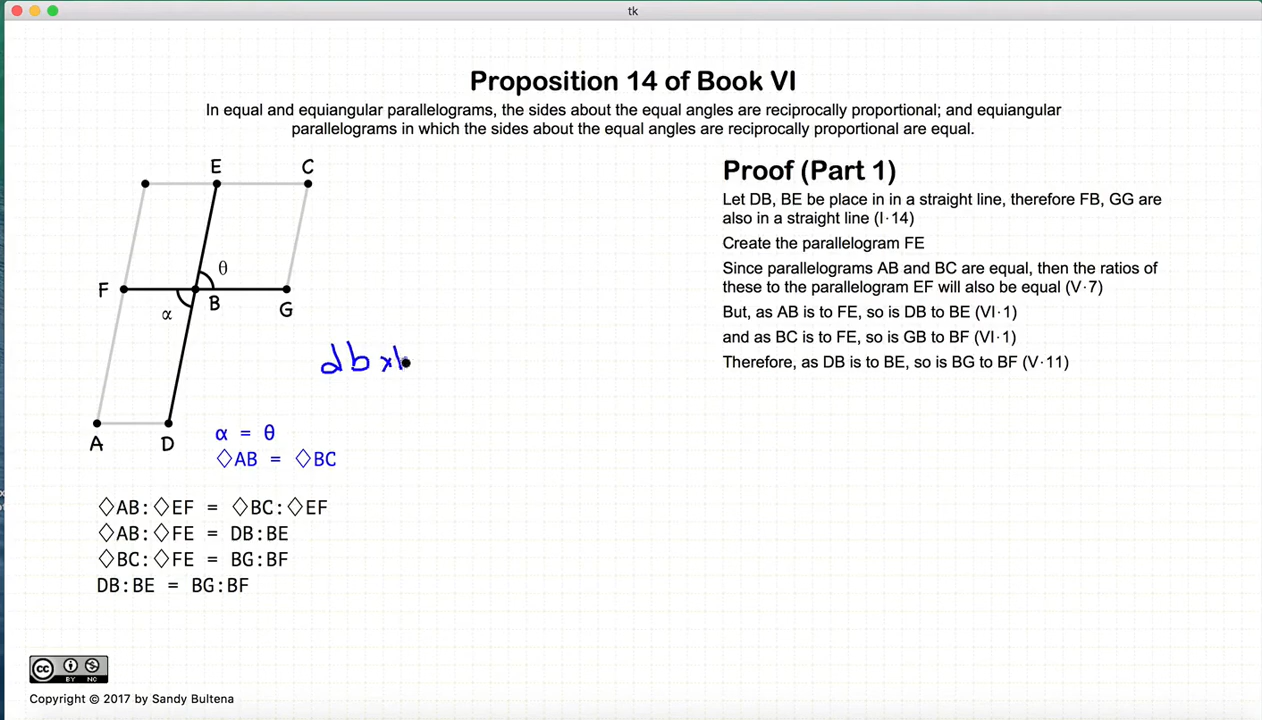 tk
Proposition 14 of Book VI
In equal and equiangular parallelograms, the sides about the equal angles are reciprocally proportional; and equiangular
parallelograms in which the sides about the equal angles are reciprocally proportional are equal.
E
C
F
θ
B
G
α
A
D
db x
α = θ
◇AB = ◇BC
◇AB:◇EF = ◇BC:◇EF
◇AB:◇FE = DB:BE
◇BC:◇FE = BG:BF
DB:BE = BG:BF
Proof (Part 1)
Let DB, BE be place in in a straight line, therefore FB, GG are
also in a straight line (I·14)
Create the parallelogram FE
Since parallelograms AB and BC are equal, then the ratios of
these to the parallelogram EF will also be equal (V·7)
But, as AB is to FE, so is DB to BE (VI·1)
and as BC is to FE, so is GB to BF (VI·1)
Therefore, as DB is to BE, so is BG to BF (V·11)
cc
BY NC
Copyright © 2017 by Sandy Bultena